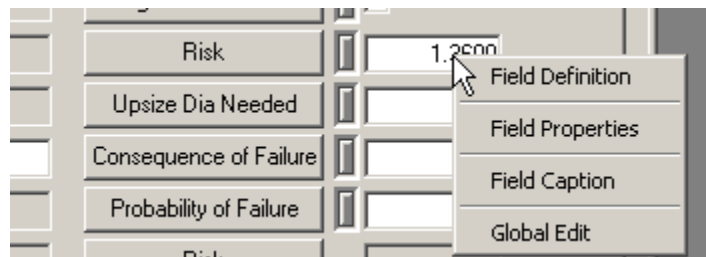 Risk
1.2600
Field Definition
Upsize Dia Needed
Field Properties
Consequence of Failure
Field Caption
Probability of Failure
Global Edit
Risk